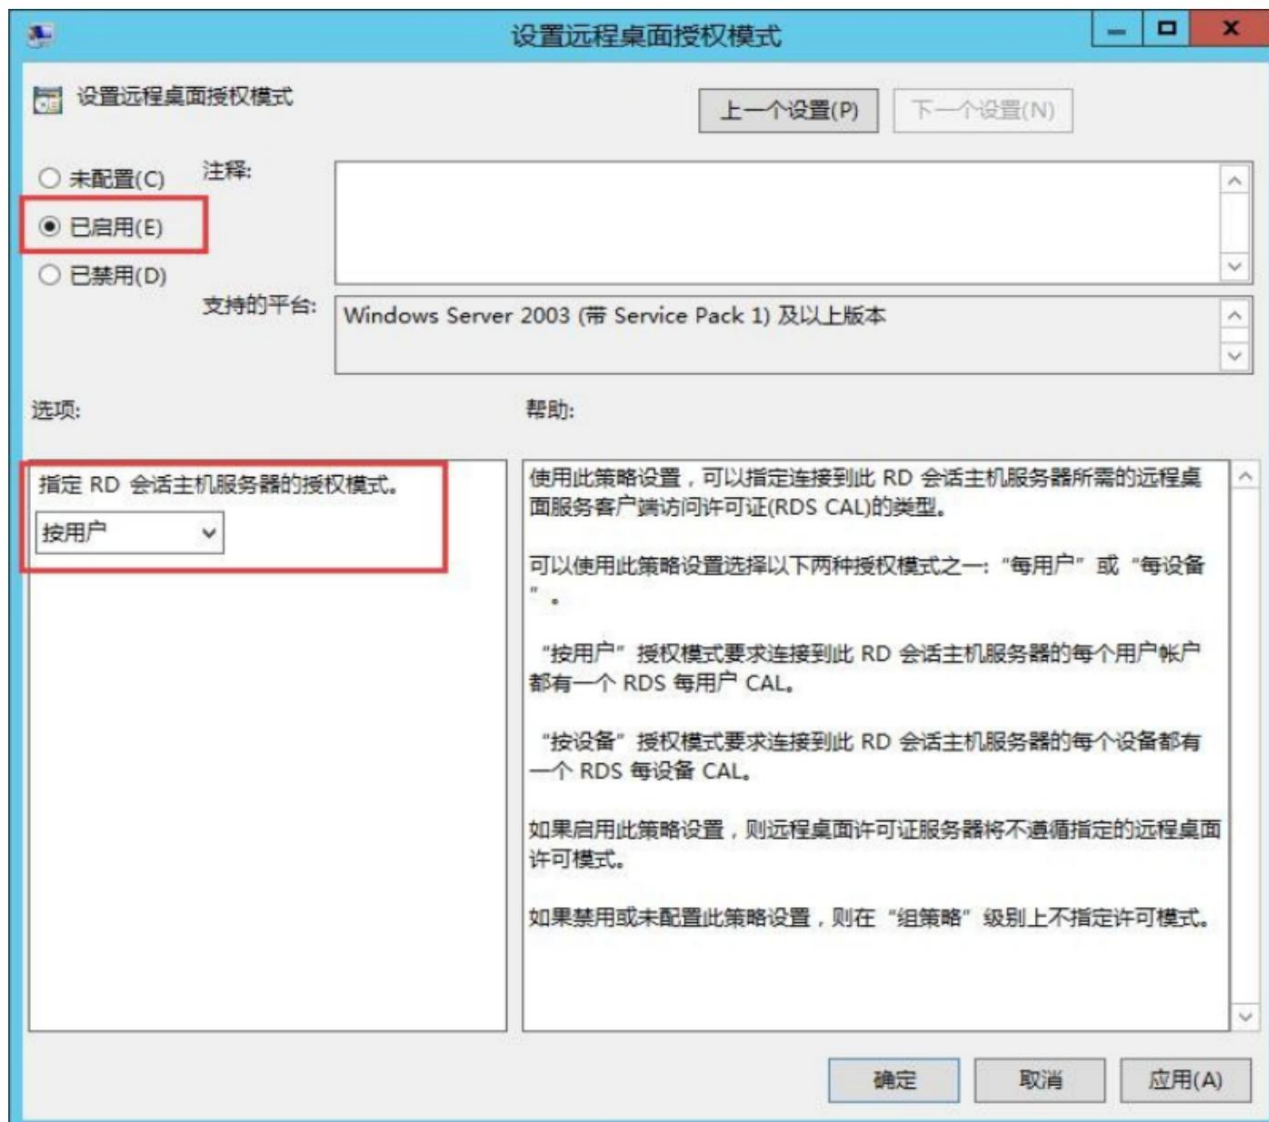 设置远程桌面授权模式
设置远程桌面授权模式
上一个设置(P)
下一个设置(N)
未配置(C)
注释:
已启用(E)
已禁用(D)
支持的平台:
Windows Server 2003 (带 Service Pack 1) 及以上版本
选项:
帮助:
指定 RD 会话主机服务器的授权模式。
按用户
使用此策略设置，可以指定连接到此 RD 会话主机服务器所需的远程桌
面服务客户端访问许可证(RDS CAL)的类型。
可以使用此策略设置选择以下两种授权模式之一:“每用户”或“每设备
”。
“按用户”授权模式要求连接到此 RD 会话主机服务器的每个用户帐户
都有一个 RDS 每用户 CAL。
“按设备”授权模式要求连接到此 RD 会话主机服务器的每个设备都有
一个 RDS 每设备 CAL。
如果启用此策略设置，则远程桌面许可证服务器将不遵循指定的远程桌面
许可模式。
如果禁用或未配置此策略设置，则在“组策略”级别上不指定许可模式。
确定
取消
应用(A)